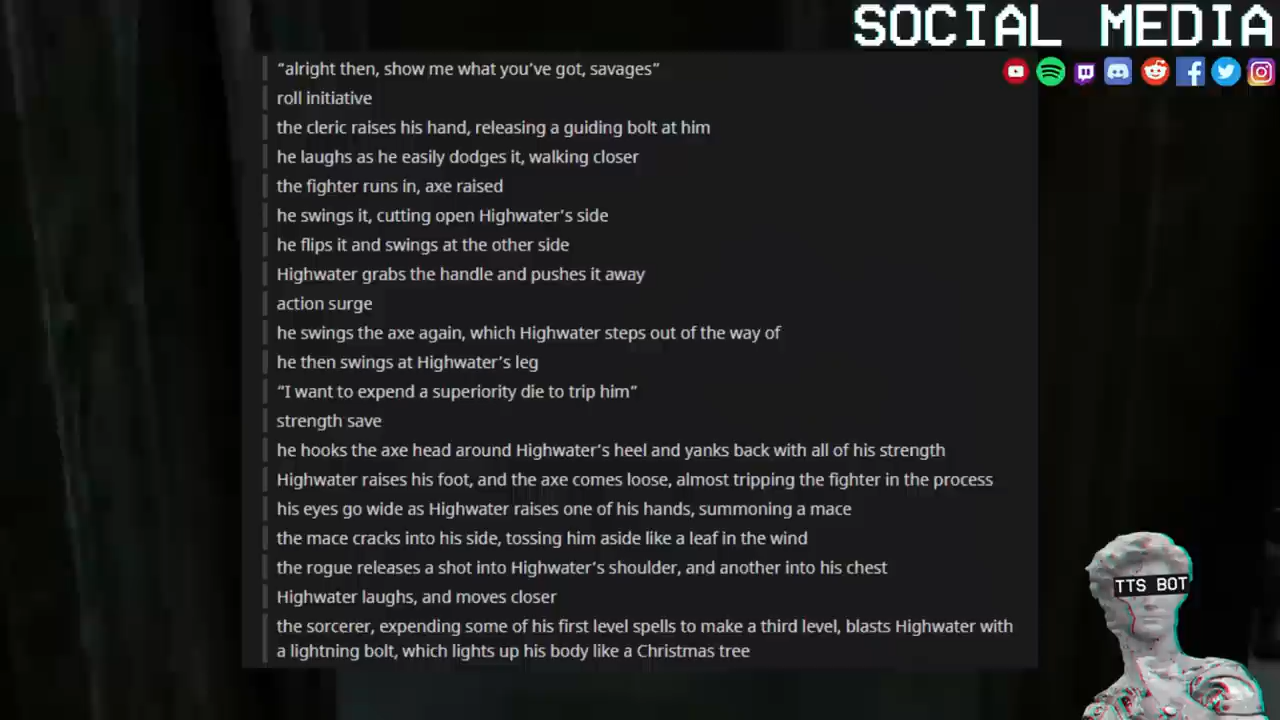 SOCIAL MEDIA
“alright then, show me what you’ve got, savages”
roll initiative
the cleric raises his hand, releasing a guiding bolt at him
he laughs as he easily dodges it, walking closer
the fighter runs in, axe raised
he swings it, cutting open Highwater’s side
he flips it and swings at the other side
Highwater grabs the handle and pushes it away
action surge
he swings the axe again, which Highwater steps out of the way of
he then swings at Highwater’s leg
“I want to expend a superiority die to trip him”
strength save
he hooks the axe head around Highwater’s heel and yanks back with all of his strength
Highwater raises his foot, and the axe comes loose, almost tripping the fighter in the process
his eyes go wide as Highwater raises one of his hands, summoning a mace
the mace cracks into his side, tossing him aside like a leaf in the wind
the rogue releases a shot into Highwater’s shoulder, and another into his chest
Highwater laughs, and moves closer
the sorcerer, expending some of his first level spells to make a third level, blasts Highwater with
a lightning bolt, which lights up his body like a Christmas tree
TTS BOT